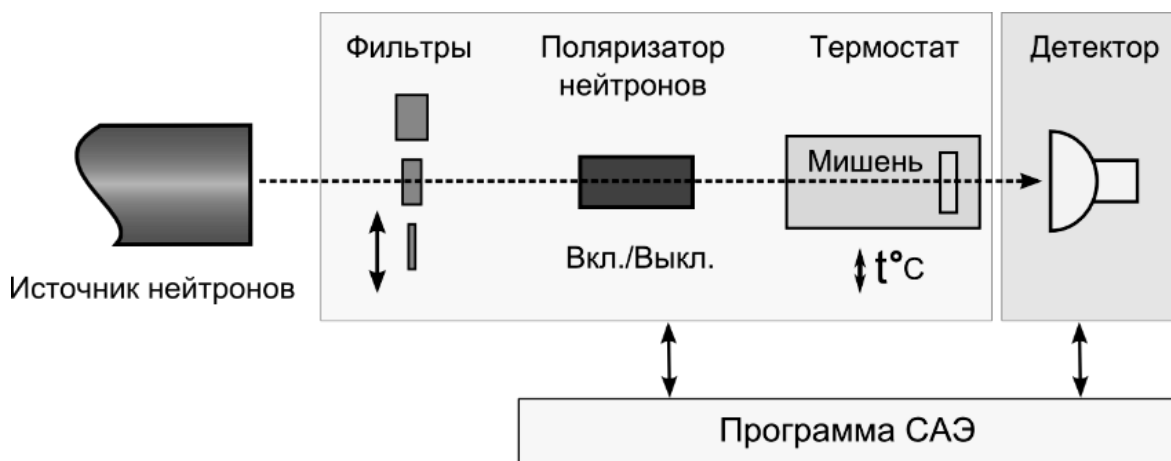 Фильтры
Поляризатор
нейтронов
Термостат
Детектор
Мишень
Вкл./Выкл.
t°C
Источник нейтронов
Программа САЭ